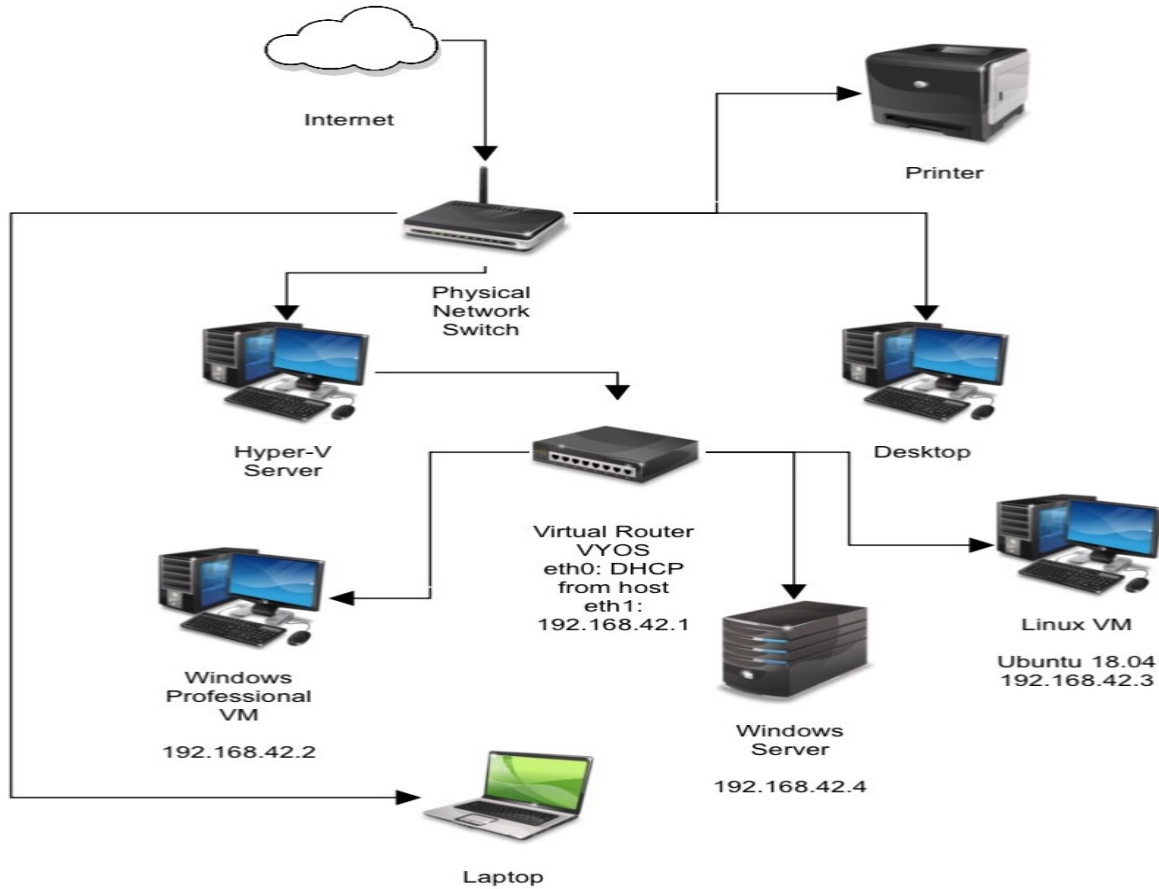 Internet
Printer
Physical
Network
Switch
Hyper-V
Server
Desktop
Virtual Router
VYOS
eth0: DHCP
from host
eth1:
192.168.42.1
Linux VM
Ubuntu 18.04
192.168.42.3
Windows
Professional
VM
192.168.42.2
Windows
Server
192.168.42.4
Laptop